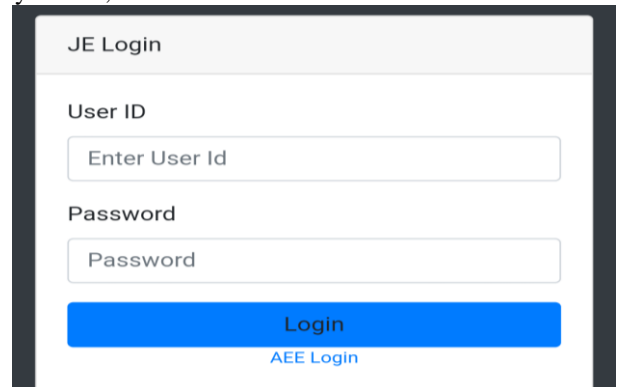 JE Login
User ID
Enter User Id
Password
Password
Login
AEE Login